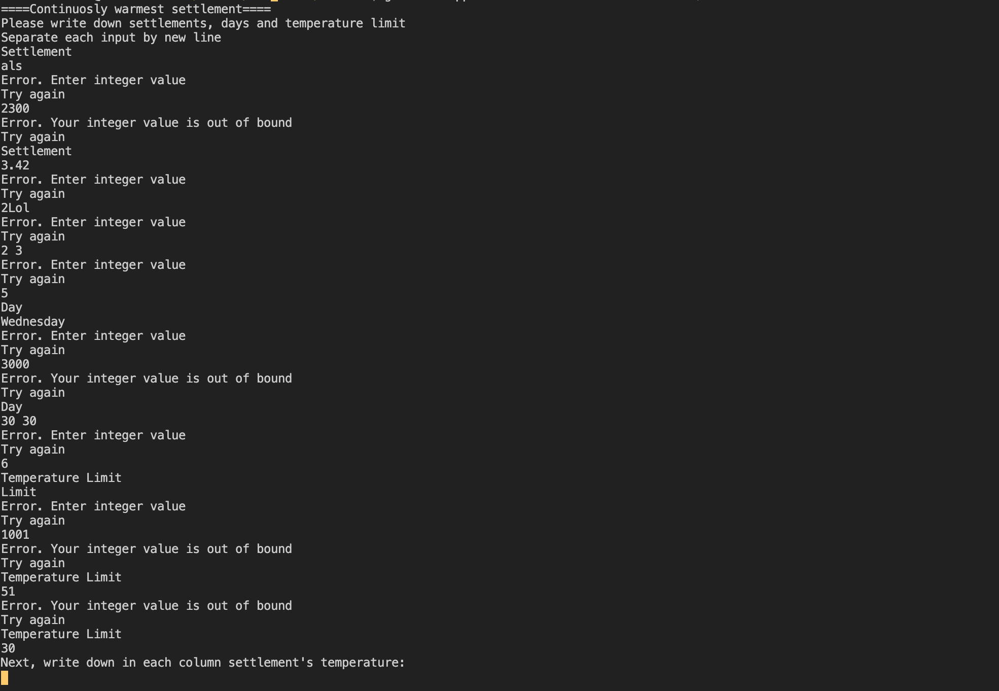 ====Continuosly warmest settlement====
Please write down settlements, days and temperature limit
Separate each input by new line
Settlement
als
Error. Enter integer value
Try again
2300
Error. Your integer value is out of bound
Try again
Settlement
3.42
Error. Enter integer value
Try again
2Lol
Error. Enter integer value
Try again
2 3
Error. Enter integer value
Try again
5
Day
Wednesday
Error. Enter integer value
Try again
3000
Error. Your integer value is out of bound
Try again
Day
30 30
Error. Enter integer value
Try again
6
Temperature Limit
Limit
Error. Enter integer value
Try again
1001
Error. Your integer value is out of bound
Try again
Temperature Limit
51
Error. Your integer value is out of bound
Try again
Temperature Limit
30
Next, write down in each column settlement's temperature: